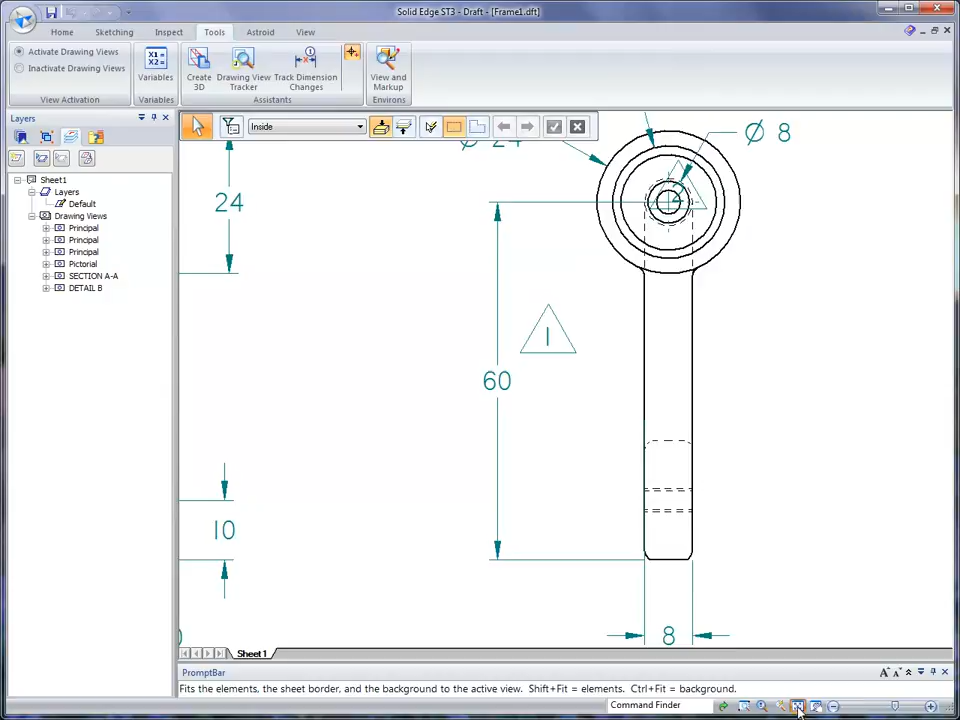 Solid Edge ST3 - Draft - [Frame1.dft]
Home Sketching Inspect Tools Astroid View
Activate Drawing Views
Inactivate Drawing Views
View Activation
X1=
X2=
Variables
Variables
Create
3D
Drawing View
Tracker
Track Dimension
Changes
Assistants
View and
Markup
Environs
Layers
Inside
Sheet1
Layers
Default
Drawing Views
Principal
Principal
Principal
Pictorial
SECTION A-A
DETAIL B
Ø 24
Ø 8
24
2
1
60
10
8
Sheet1
PromptBar
Fits the elements, the sheet border, and the background to the active view. Shift+Fit = elements. Ctrl+Fit = background.
Command Finder